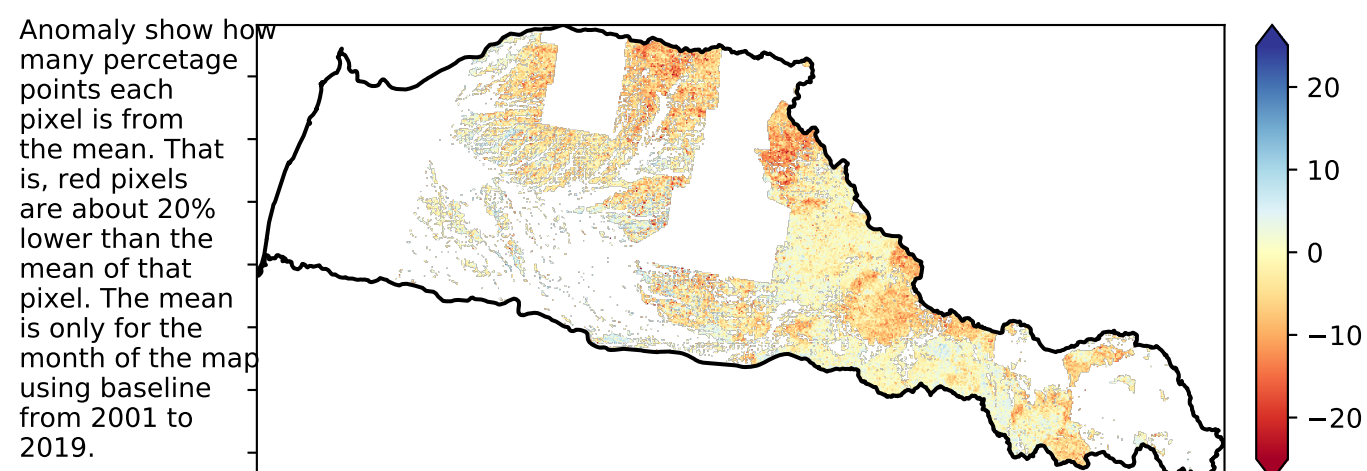 Anomaly show how
many percetage
points each
pixel is from
the mean. That
is, red pixels
are about 20%
lower than the
mean of that
pixel. The mean
is only for the
month of the map
using baseline
from 2001 to
2019.
20
10
0
−10
−20